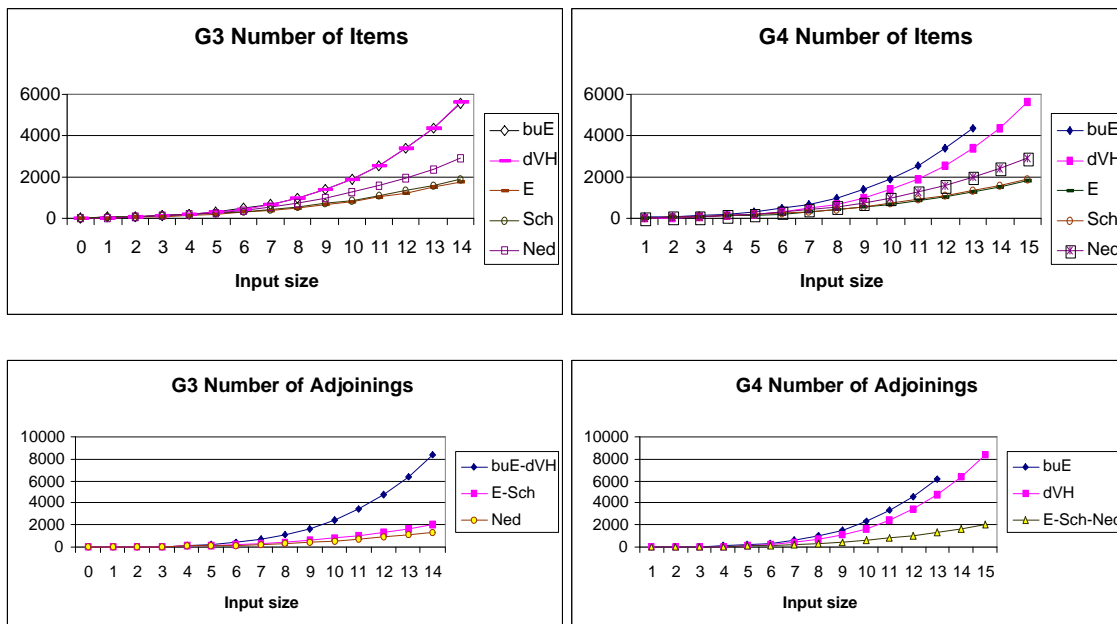 G3 Number of Items
6000
4000
2000
0
0 1 2 3 4 5 6 7 8 9 10 11 12 13 14
Input size
buE
dVH
E
Sch
Ned
G4 Number of Items
6000
4000
2000
0
1 2 3 4 5 6 7 8 9 10 11 12 13 14 15
Input size
buE
dVH
E
Sch
Ned
G3 Number of Adjoinings
10000
8000
6000
4000
2000
0
0 1 2 3 4 5 6 7 8 9 10 11 12 13 14
Input size
buE-dVH
E-Sch
Ned
G4 Number of Adjoinings
10000
8000
6000
4000
2000
0
1 2 3 4 5 6 7 8 9 10 11 12 13 14 15
Input size
buE
dVH
E-Sch-Ned